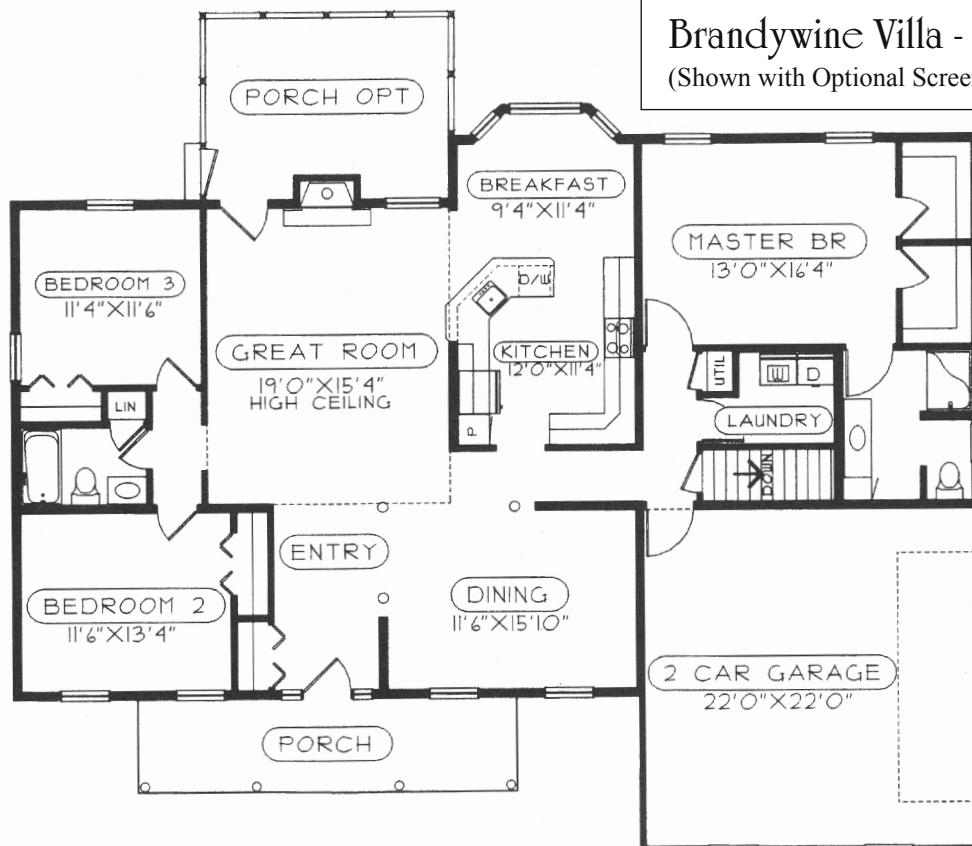 Brandywine Villa -
(Shown with Optional Screen
PORCH OPT
BREAKFAST
9'4"X11'4"
MASTER BR
13'0"X16'4"
BEDROOM 3
11'4"X11'6"
D/W
GREAT ROOM
19'0"X15'4"
HIGH CEILING
KITCHEN
12'0"X11'4"
UTIL
W
D
LIN
P
LAUNDRY
DOWN
ENTRY
BEDROOM 2
11'6"X13'4"
DINING
11'6"X15'10"
2 CAR GARAGE
22'0"X22'0"
PORCH